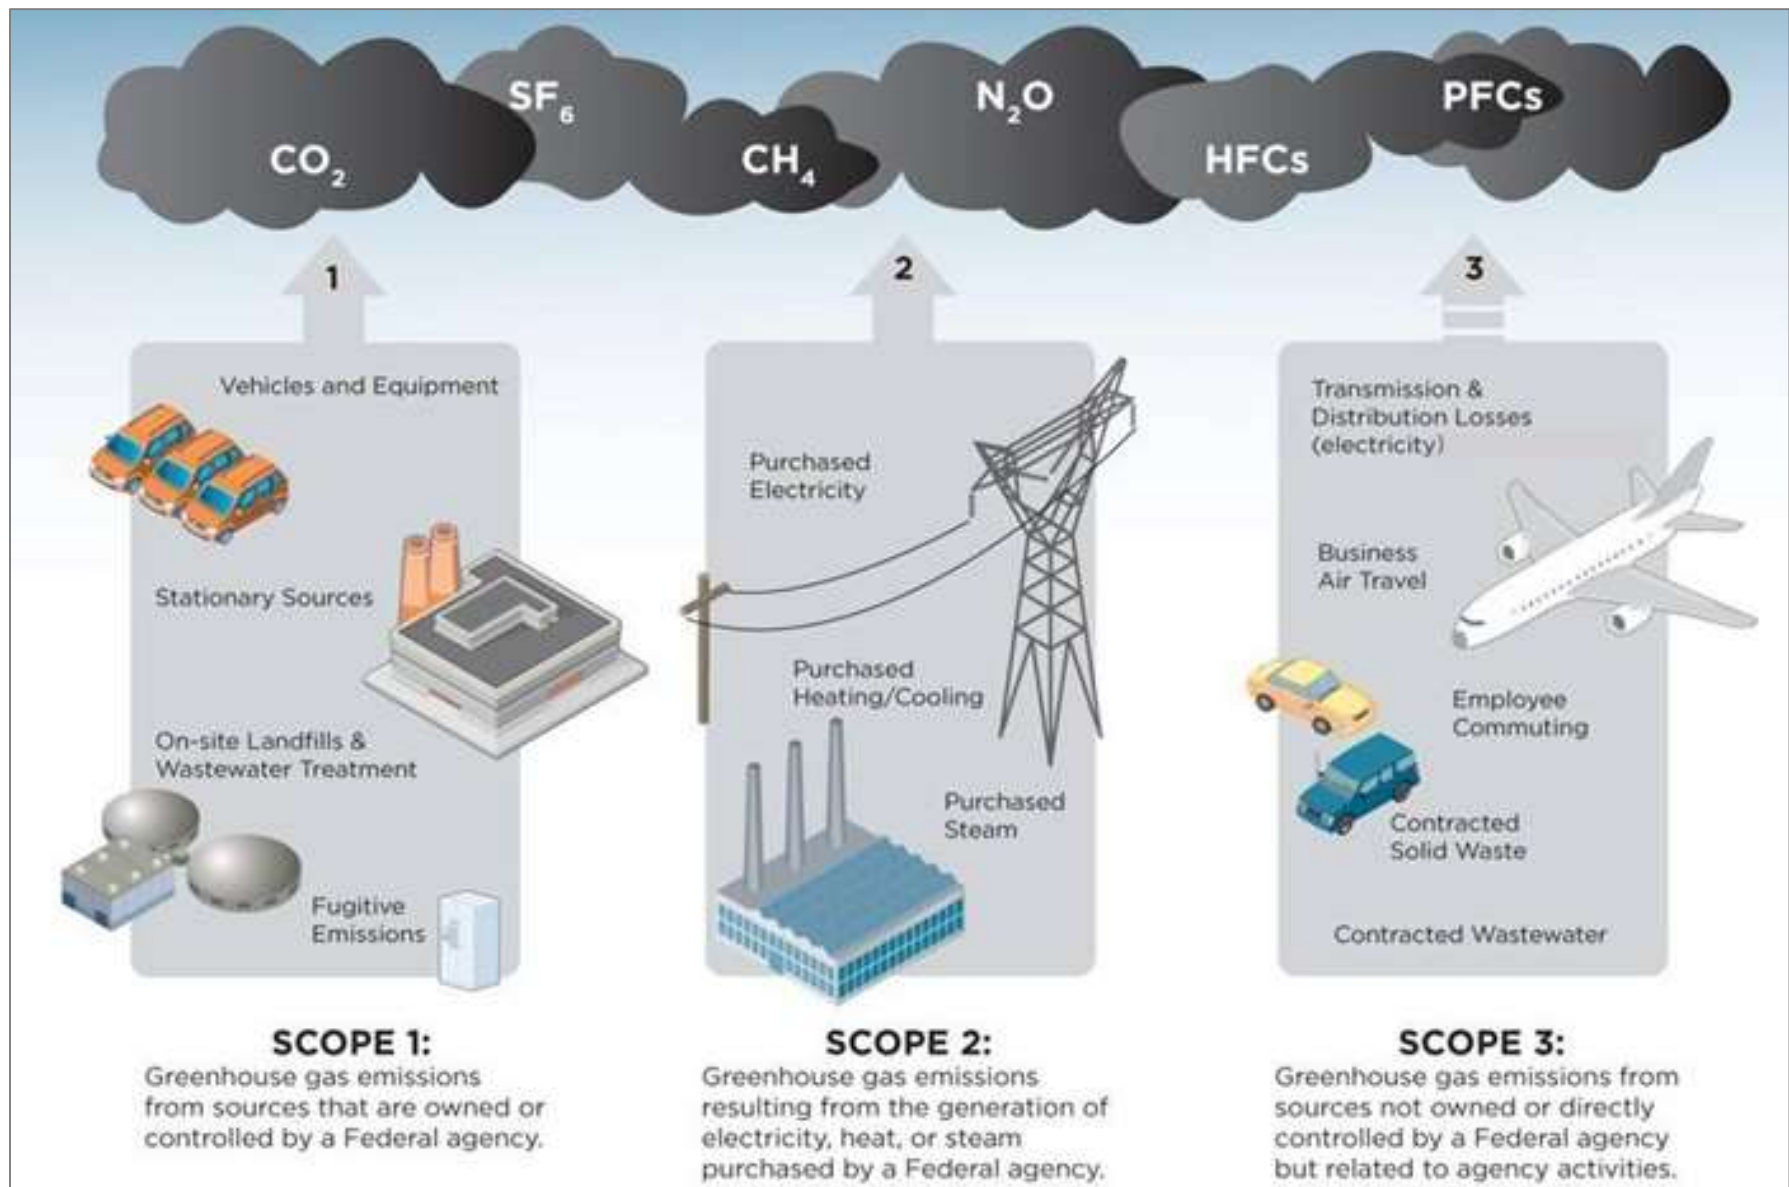 SF₆
N₂O
PFCs
CO₂
CH₄
HFCs
1
2
3
Vehicles and Equipment
Stationary Sources
On-site Landfills &
Wastewater Treatment
Fugitive
Emissions
Purchased
Electricity
Purchased
Heating/Cooling
Purchased
Steam
Transmission &
Distribution Losses
(electricity)
Business
Air Travel
Employee
Commuting
Contracted
Solid Waste
Contracted Wastewater
SCOPE 1:
Greenhouse gas emissions
from sources that are owned or
controlled by a Federal agency.
SCOPE 2:
Greenhouse gas emissions
resulting from the generation of
electricity, heat, or steam
purchased by a Federal agency.
SCOPE 3:
Greenhouse gas emissions from
sources not owned or directly
controlled by a Federal agency
but related to agency activities.